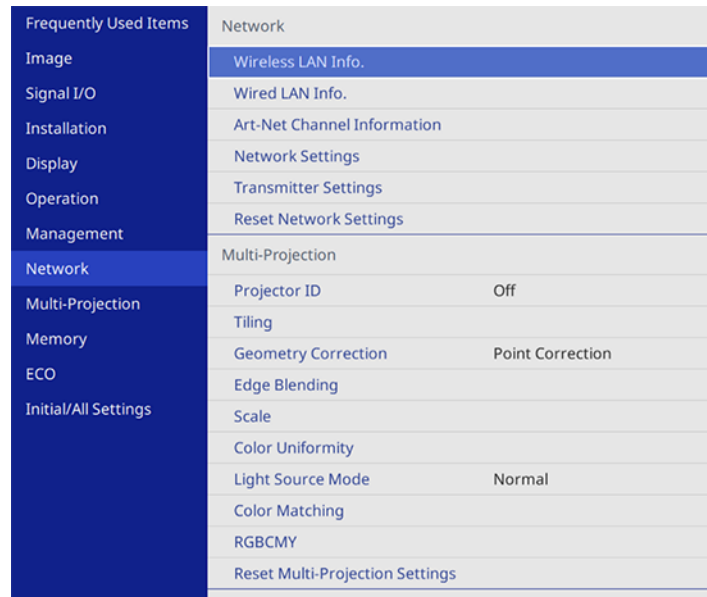 Frequently Used Items
Image
Signal I/O
Installation
Display
Operation
Management
Network
Multi-Projection
Memory
ECO
Initial/All Settings
Network
Wireless LAN Info.
Wired LAN Info.
Art-Net Channel Information
Network Settings
Transmitter Settings
Reset Network Settings
Multi-Projection
Projector ID Off
Tiling
Geometry Correction Point Correction
Edge Blending
Scale
Color Uniformity
Light Source Mode Normal
Color Matching
RGBCMY
Reset Multi-Projection Settings